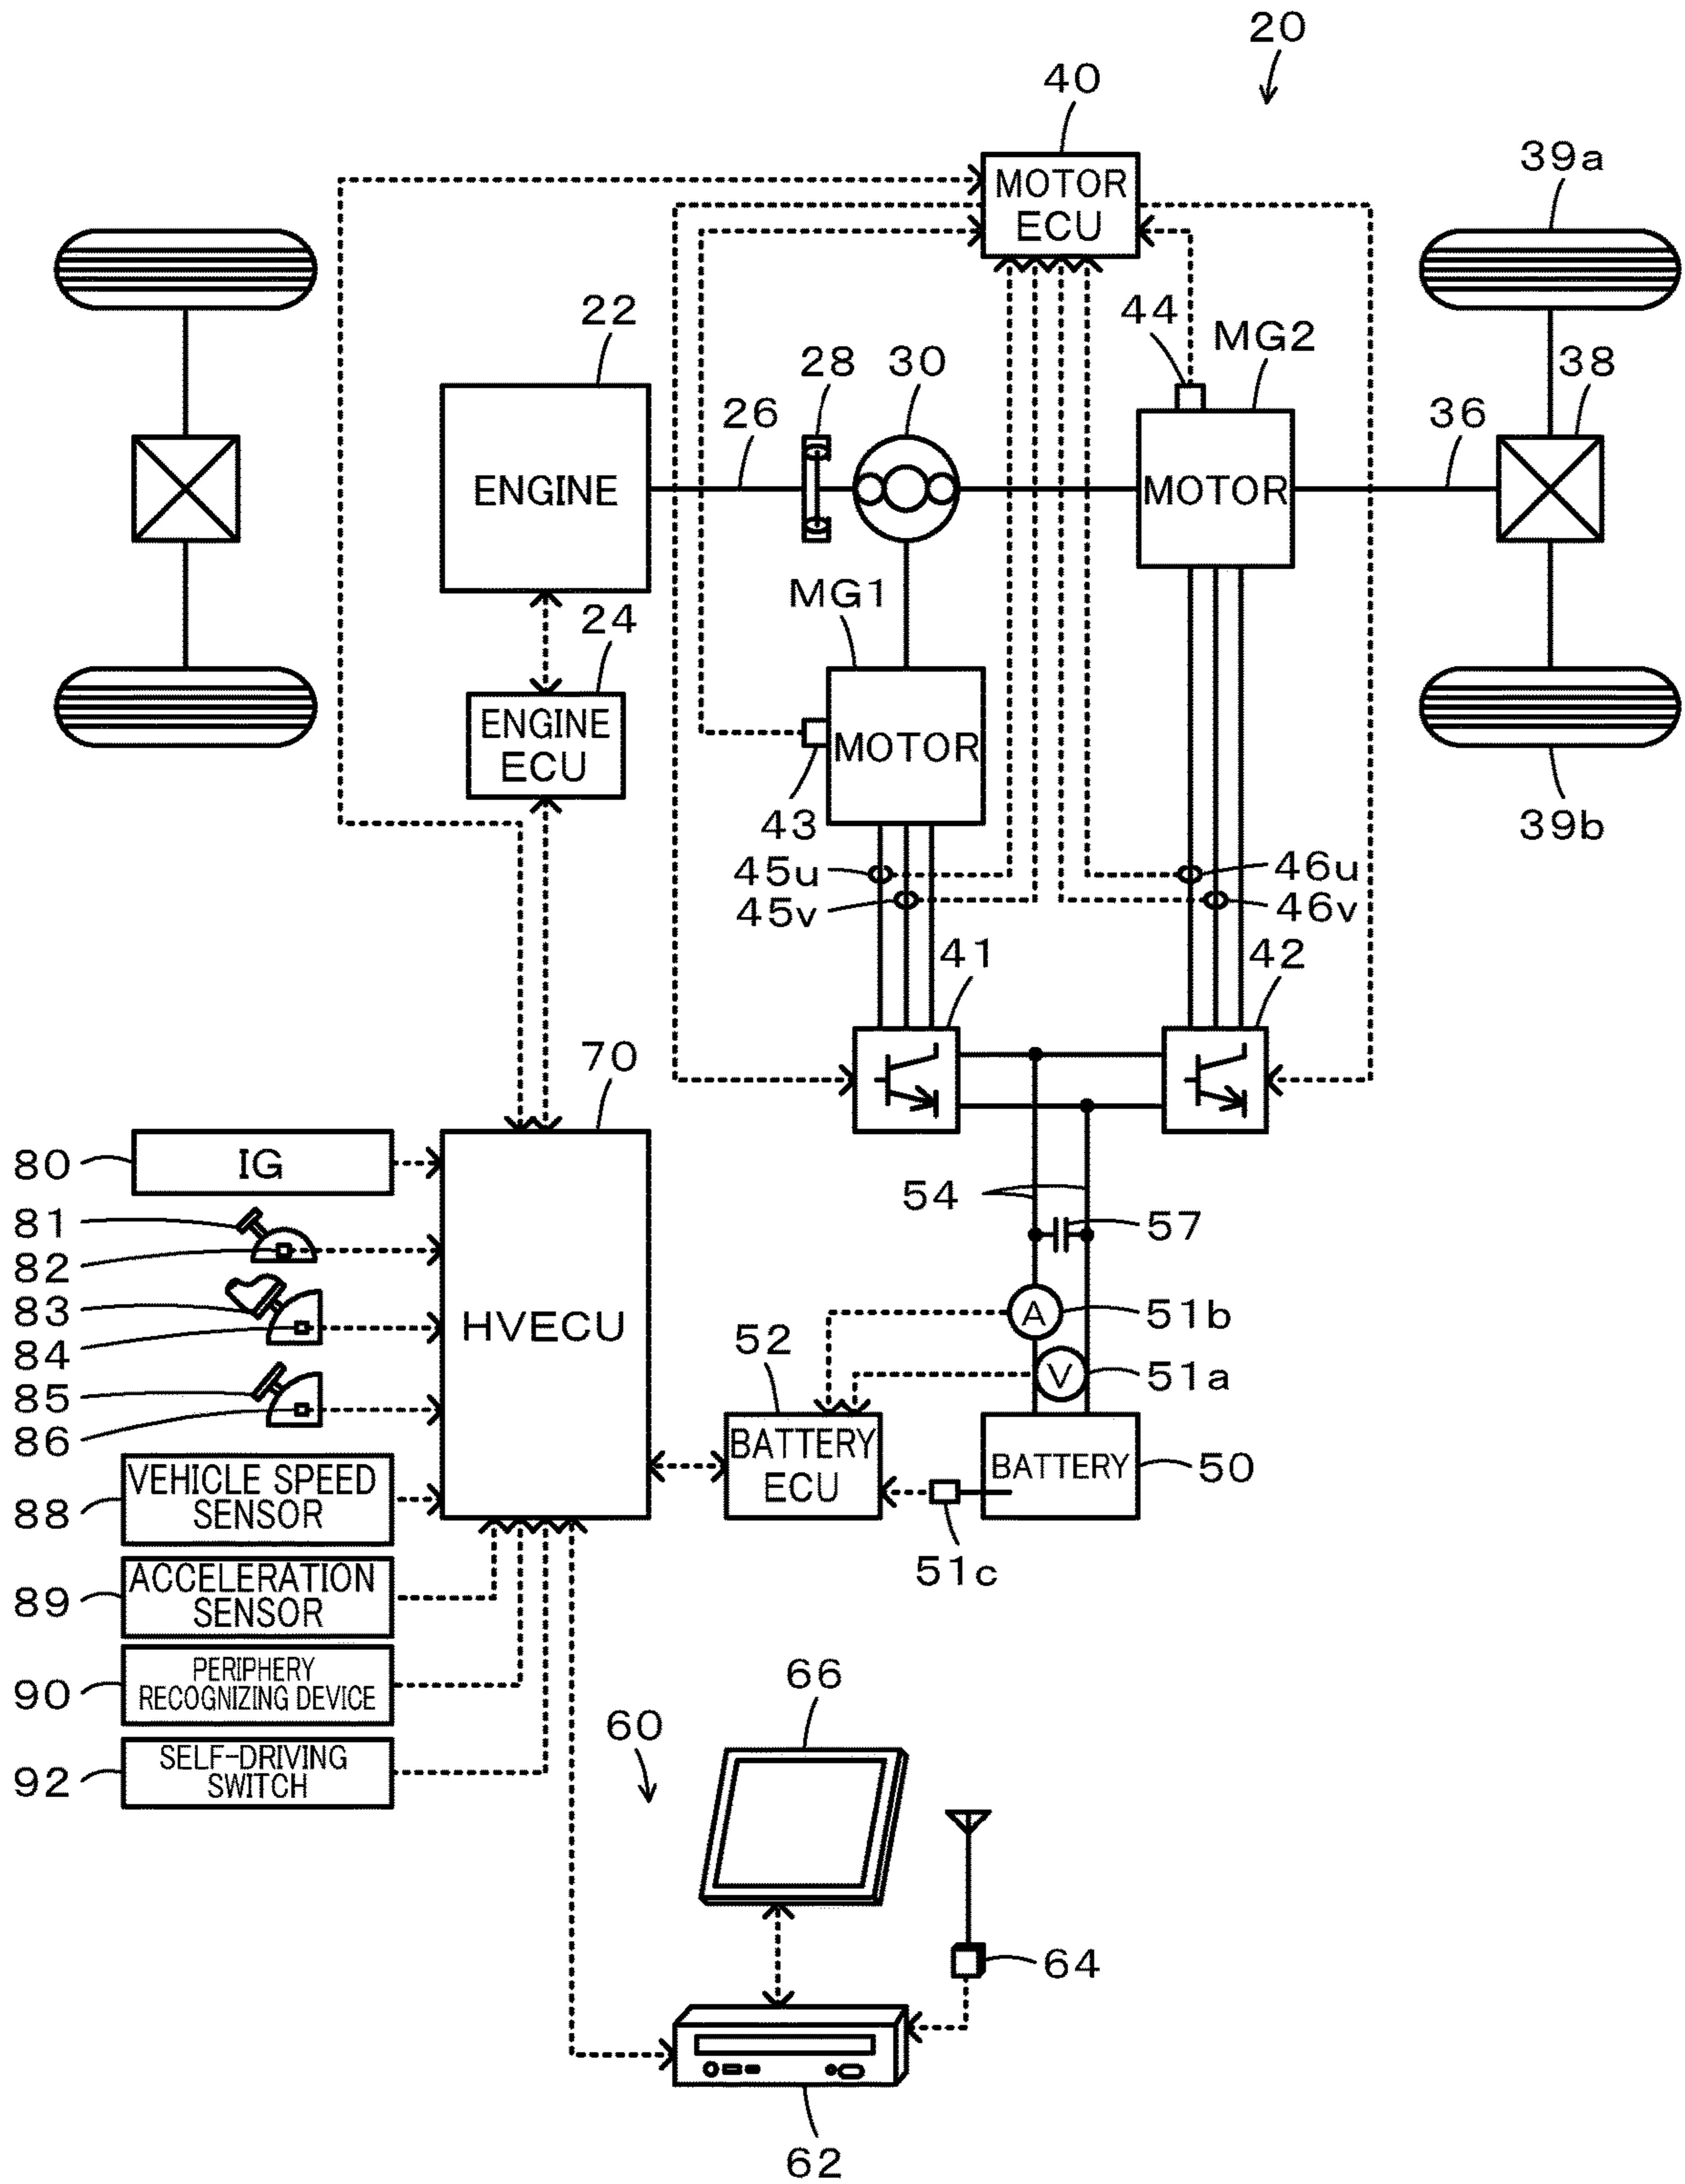 20
40
39a
MOTOR
ECU
22
44
MG2
28
30
38
26
36
ENGINE
MOTOR
MG1
24
ENGINE
ECU
MOTOR
43
39b
45u
46u
45v
46v
41
42
70
80
IG
54
81
57
82
83
HVECU
A
51b
84
52
V
51a
85
86
BATTERY
ECU
BATTERY
50
VEHICLE SPEED
SENSOR
88
51c
ACCELERATION
SENSOR
89
PERIPHERY
RECOGNIZING DEVICE
90
66
60
SELF-DRIVING
SWITCH
92
64
62